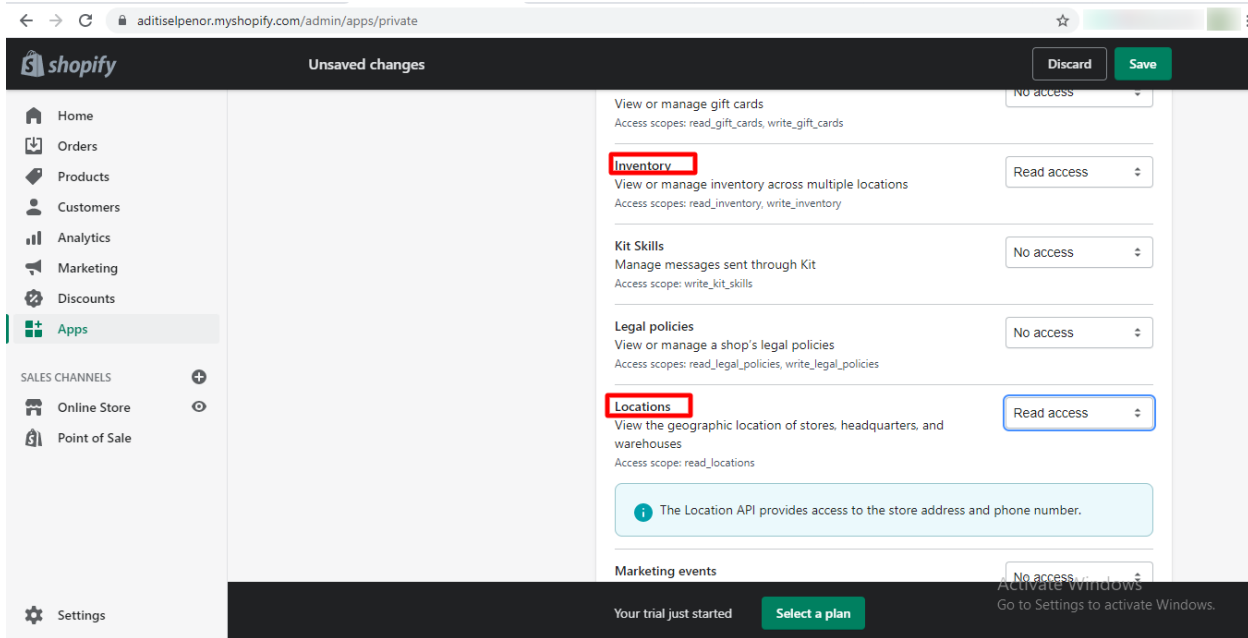 aditiselpenor.myshopify.com/admin/apps/private
shopify
Unsaved changes
Discard
Save
Home
Orders
Products
Customers
Analytics
Marketing
Discounts
Apps
SALES CHANNELS
Online Store
Point of Sale
Settings
No access
View or manage gift cards
Access scopes: read_gift_cards, write_gift_cards
Inventory
Read access
View or manage inventory across multiple locations
Access scopes: read_inventory, write_inventory
Kit Skills
No access
Manage messages sent through Kit
Access scope: write_kit_skills
Legal policies
No access
View or manage a shop's legal policies
Access scopes: read_legal_policies, write_legal_policies
Locations
Read access
View the geographic location of stores, headquarters, and
warehouses
Access scope: read_locations
The Location API provides access to the store address and phone number.
Marketing events
No access
Your trial just started
Select a plan
Activate Windows
Go to Settings to activate Windows.